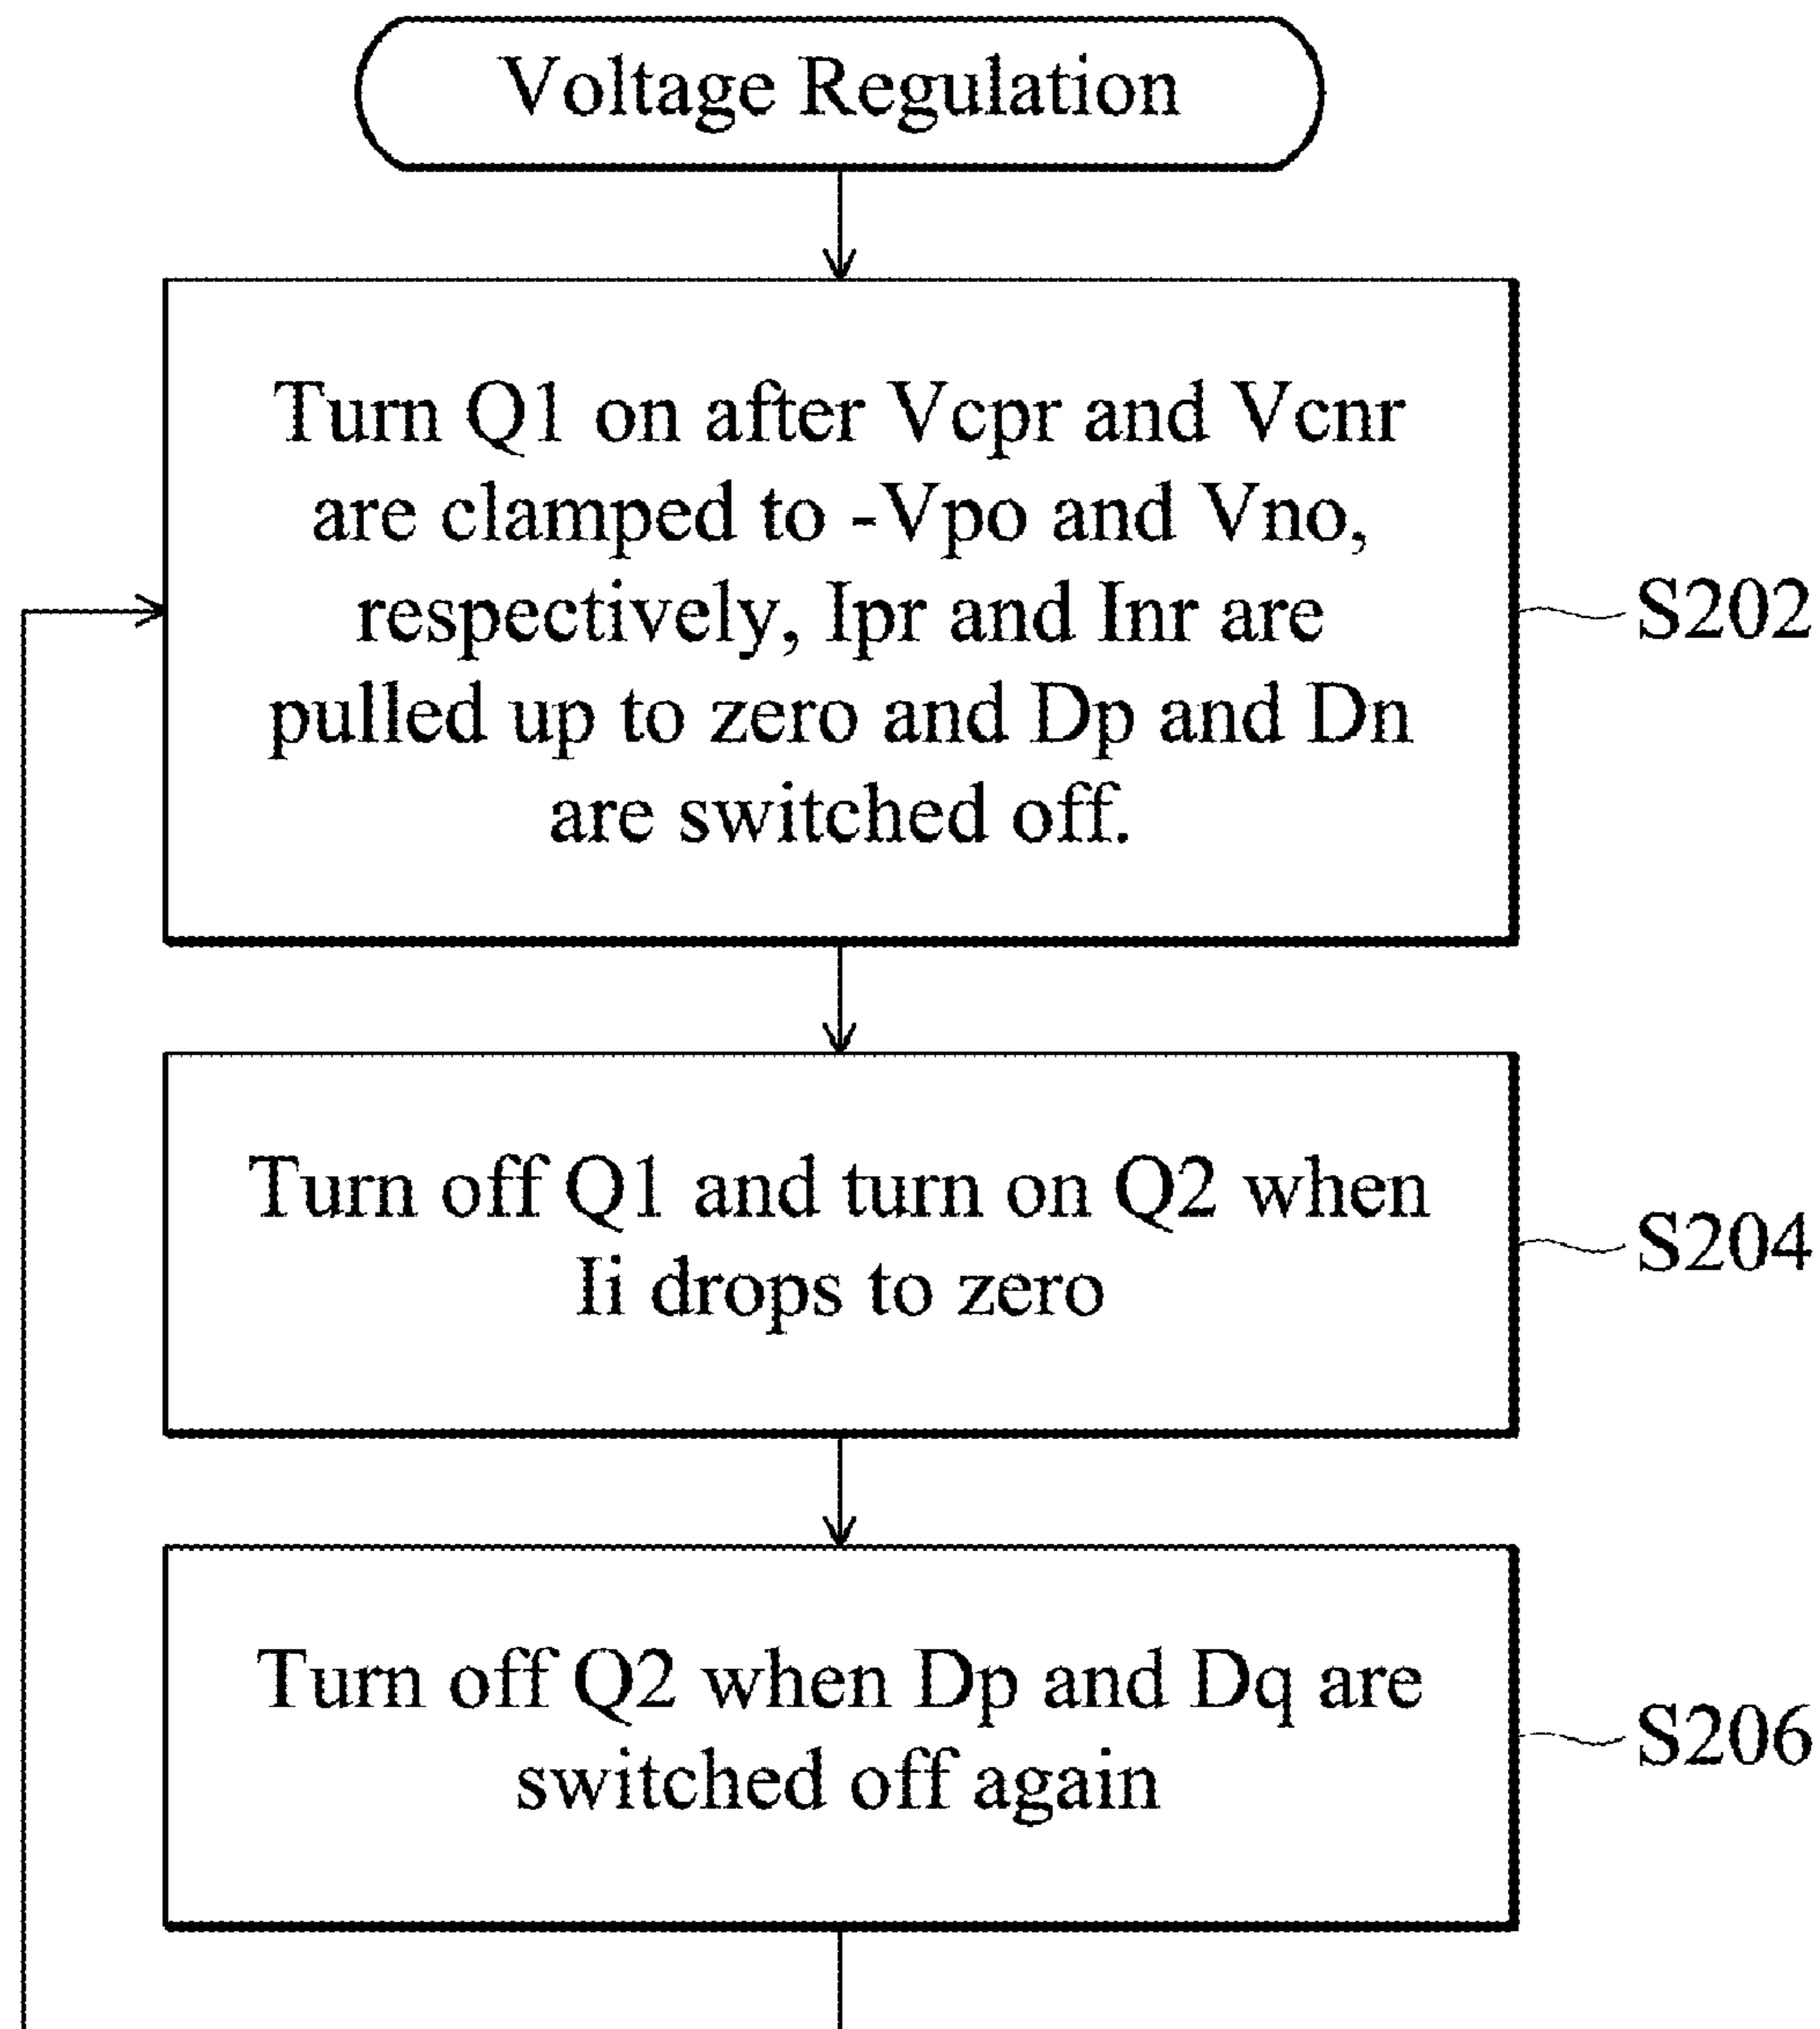 Voltage Regulation
Turn Q1 on after Vcpr and Vcnr
are clamped to -Vpo and Vno,
respectively, Ipr and Inr are
pulled up to zero and Dp and Dn
are switched off.
S202
Turn off Q1 and turn on Q2 when
Ii drops to zero
S204
Turn off Q2 when Dp and Dq are
switched off again
S206